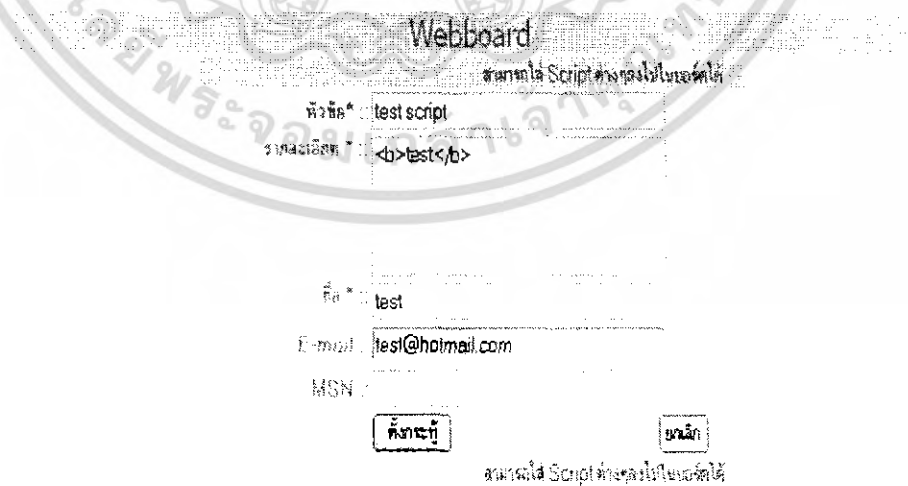 Webboard
สามารถใส่ Script ต่างๆลงไปในบอร์ดได้
หัวข้อ* : test script
รายละเอียด * : <b>test</b>
ชื่อ * : test
E-mail : test@hotmail.com
MSN :
ตั้งกระทู้ ยกเลิก
สามารถใส่ Script ต่างๆลงไปในบอร์ดได้